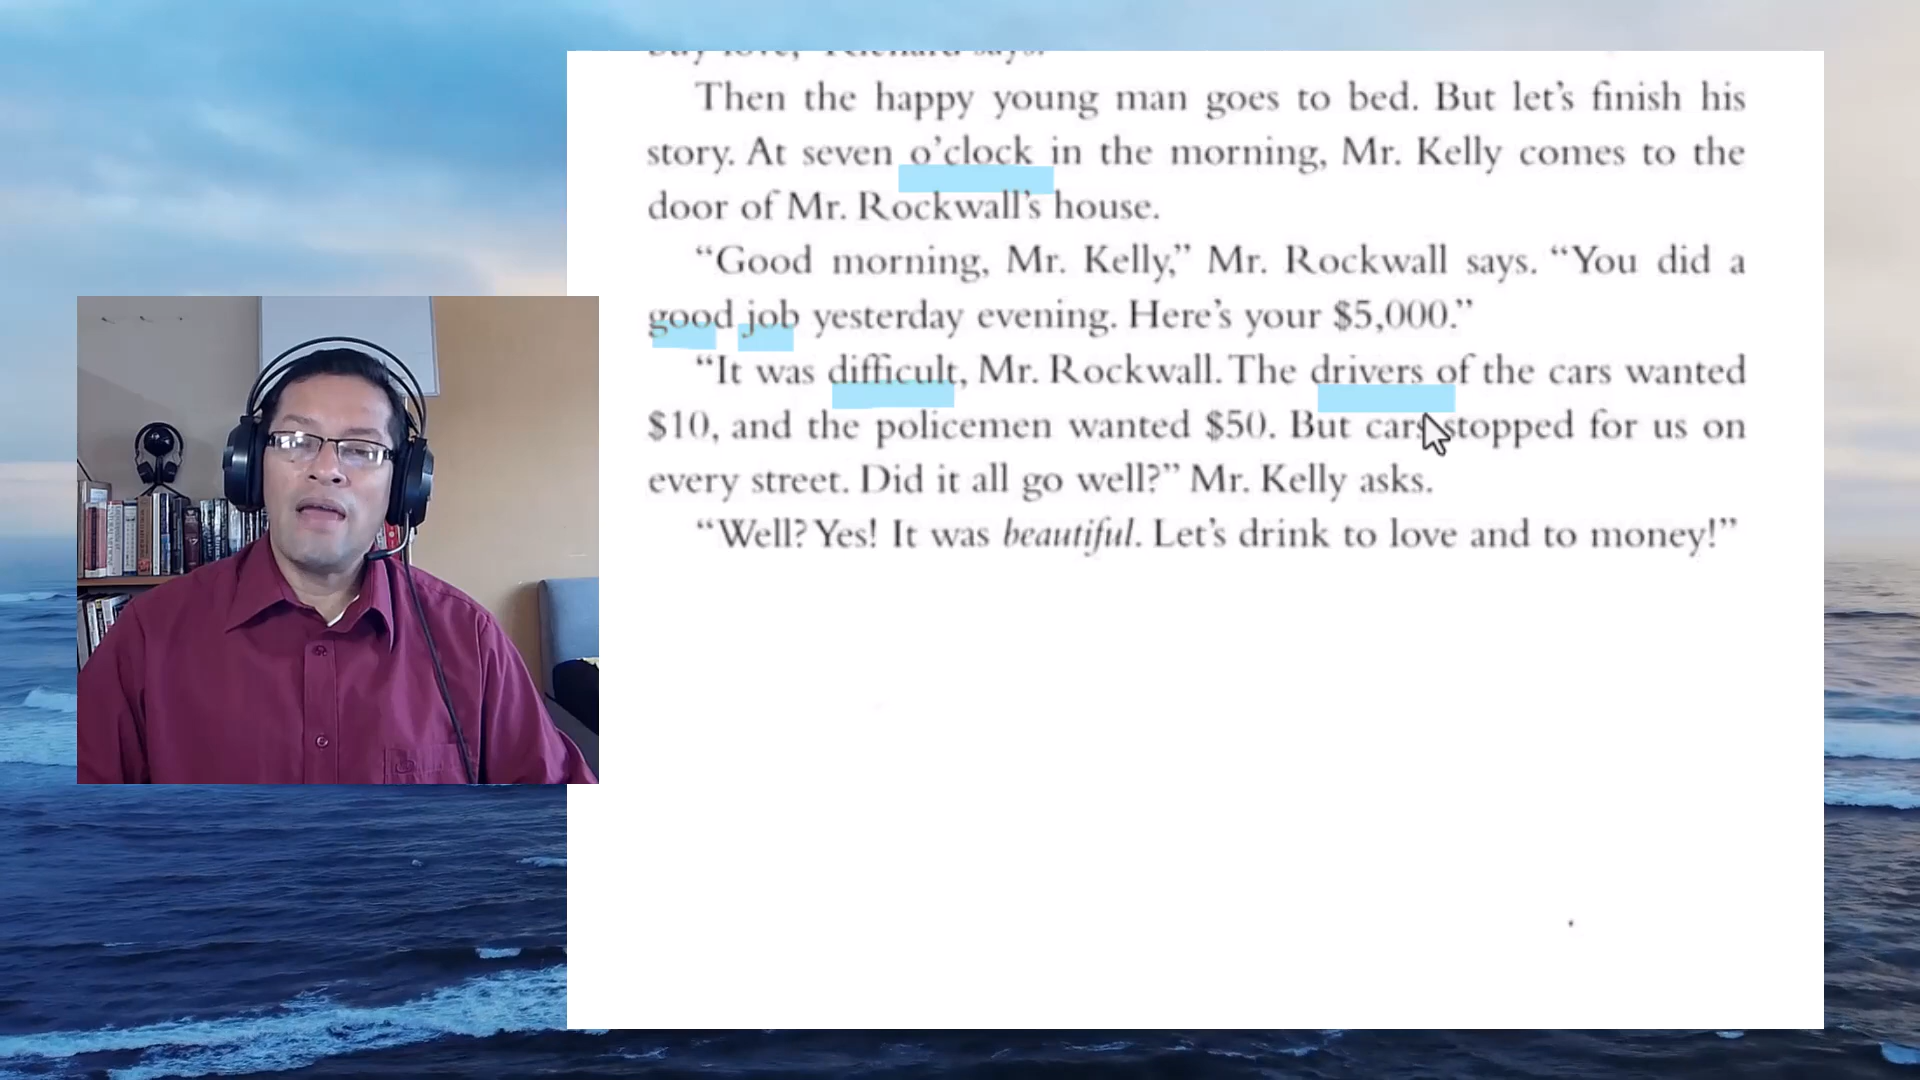 buy love," Richard says.
Then the happy young man goes to bed. But let's finish his
story. At seven o'clock in the morning, Mr. Kelly comes to the
door of Mr. Rockwall's house.
"Good morning, Mr. Kelly," Mr. Rockwall says. "You did a
good job yesterday evening. Here's your $5,000."
"It was difficult, Mr. Rockwall. The drivers of the cars wanted
$10, and the policemen wanted $50. But cars stopped for us on
every street. Did it all go well?" Mr. Kelly asks.
"Well? Yes! It was beautiful. Let's drink to love and to money!"